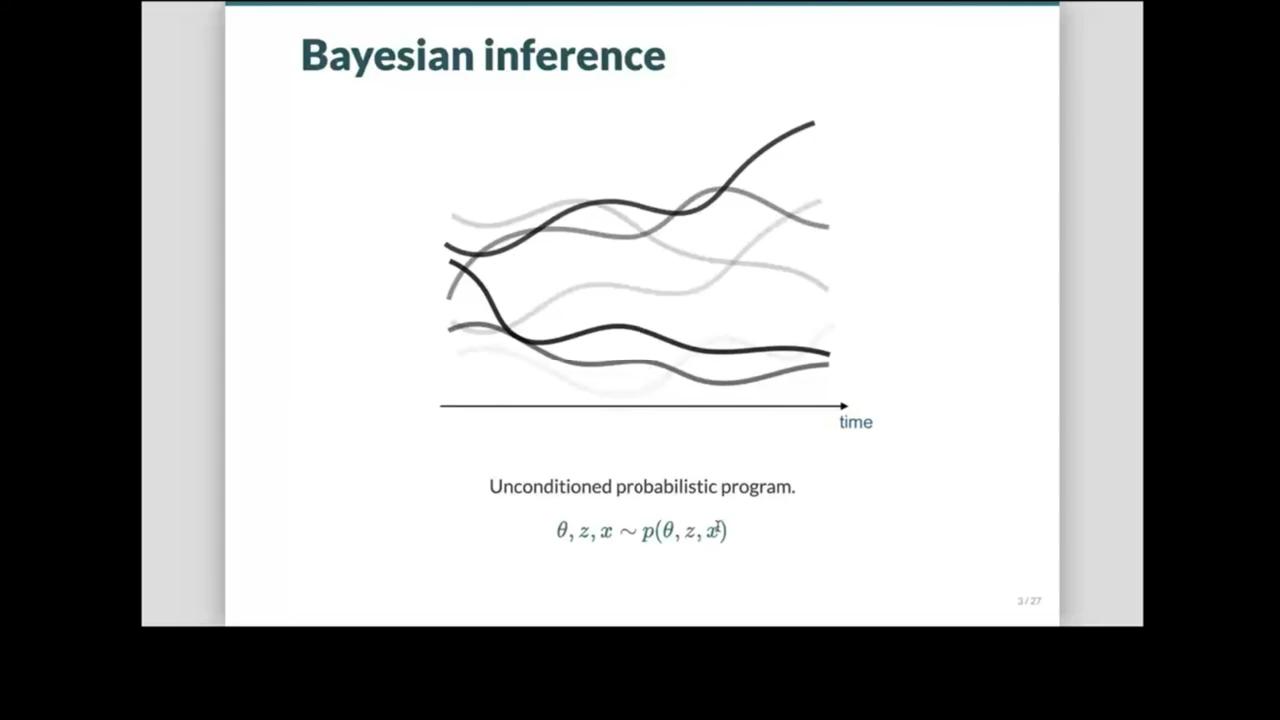 Bayesian inference
time
Unconditioned probabilistic program.
θ, z, x ∼ p(θ, z, x)
3 / 27